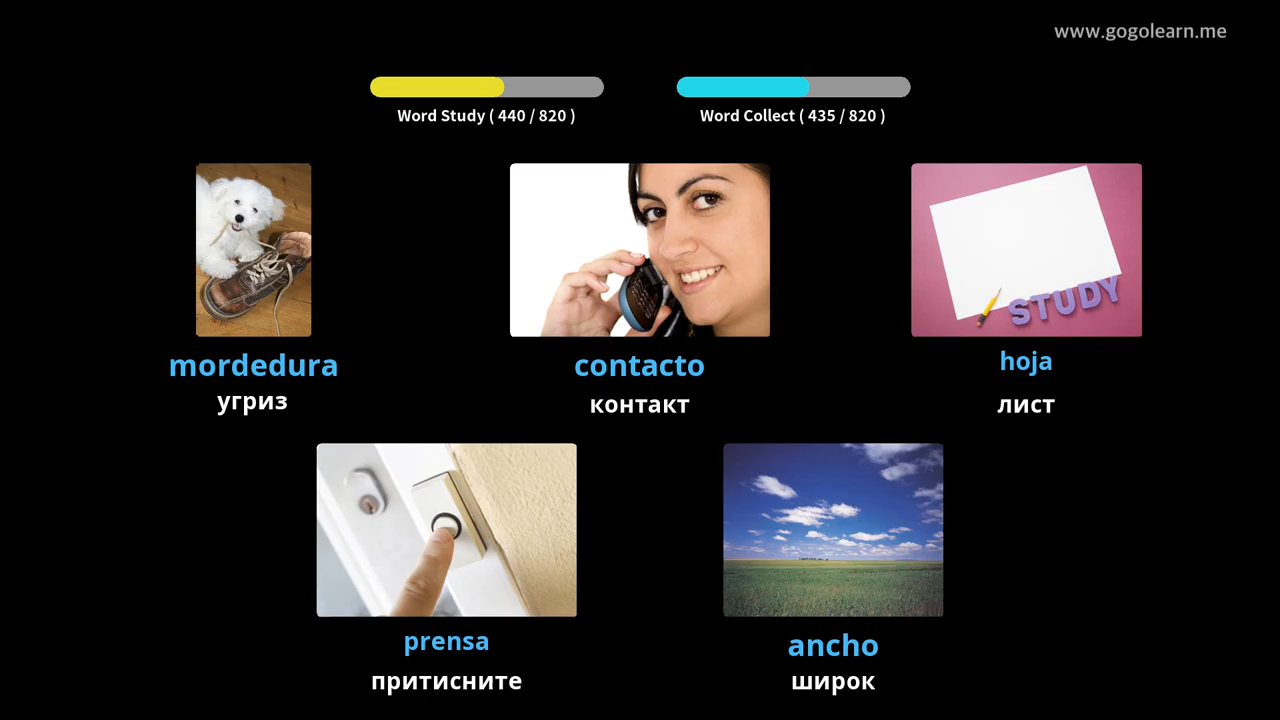 www.gogolearn.me
Word Study ( 440 / 820 )
Word Collect ( 435 / 820 )
STUDY
mordedura
contacto
hoja
угриз
контакт
лист
prensa
ancho
притисните
широк